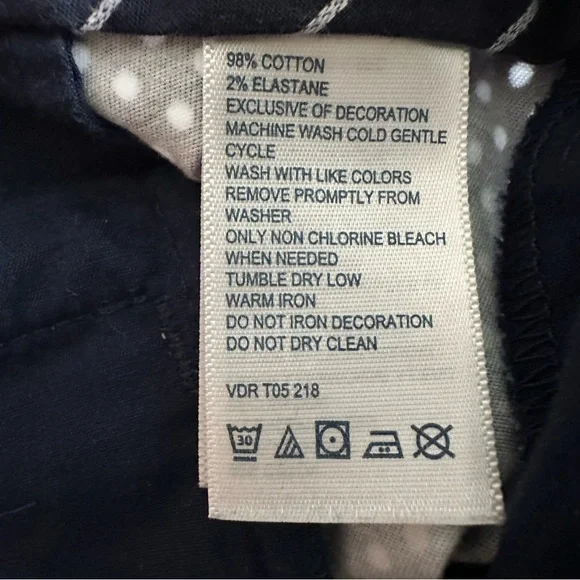 98% COTTON
2% ELASTANE
EXCLUSIVE OF DECORATION
MACHINE WASH COLD GENTLE
CYCLE
WASH WITH LIKE COLORS
REMOVE PROMPTLY FROM
WASHER
ONLY NON CHLORINE BLEACH
WHEN NEEDED
TUMBLE DRY LOW
WARM IRON
DO NOT IRON DECORATION
DO NOT DRY CLEAN
VDR T05 218
30